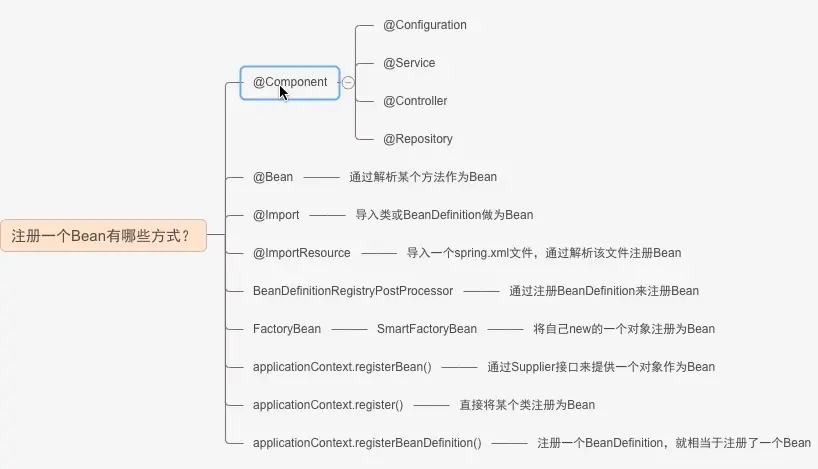 注册一个Bean有哪些方式？
@Component
@Configuration
@Service
@Controller
@Repository
@Bean 通过解析某个方法作为Bean
@Import 导入类或BeanDefinition做为Bean
@ImportResource 导入一个spring.xml文件，通过解析该文件注册Bean
BeanDefinitionRegistryPostProcessor 通过注册BeanDefinition来注册Bean
FactoryBean SmartFactoryBean 将自己new的一个对象注册为Bean
applicationContext.registerBean() 通过Supplier接口来提供一个对象作为Bean
applicationContext.register() 直接将某个类注册为Bean
applicationContext.registerBeanDefinition() 注册一个BeanDefinition，就相当于注册了一个Bean